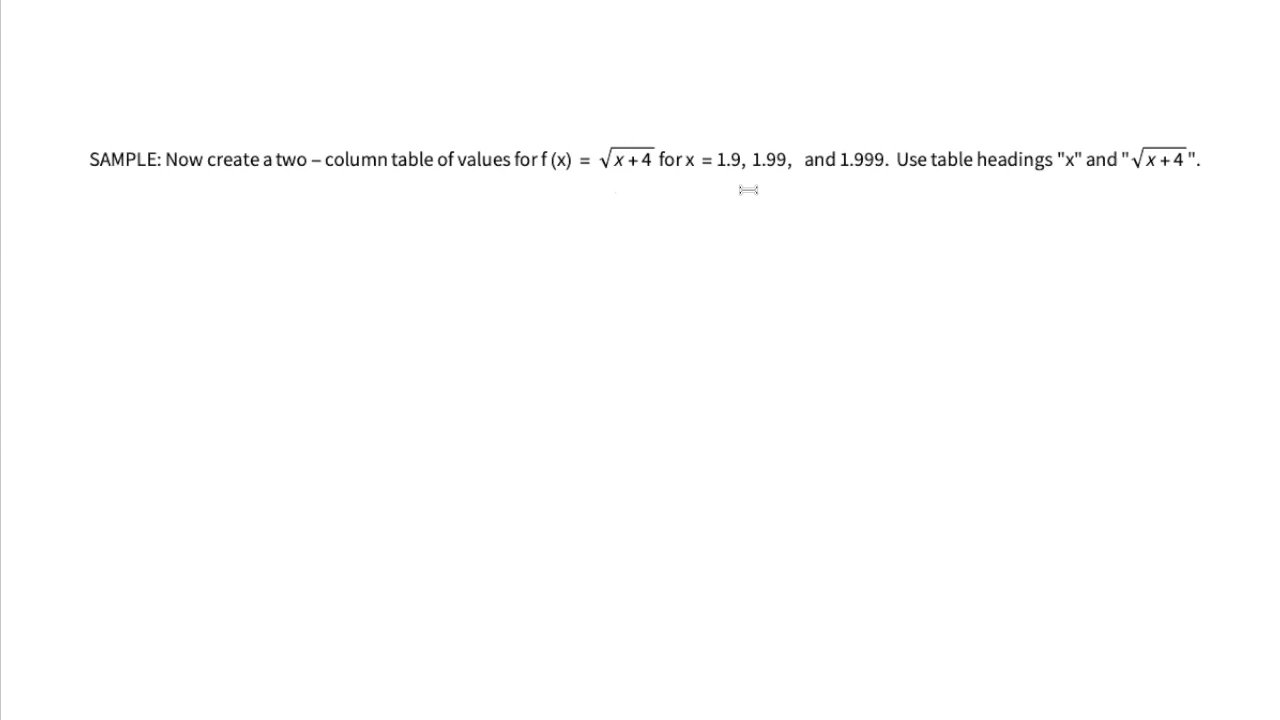 SAMPLE: Now create a two – column table of values for f (x) = √x + 4 for x = 1.9, 1.99, and 1.999. Use table headings "x" and "√x + 4".